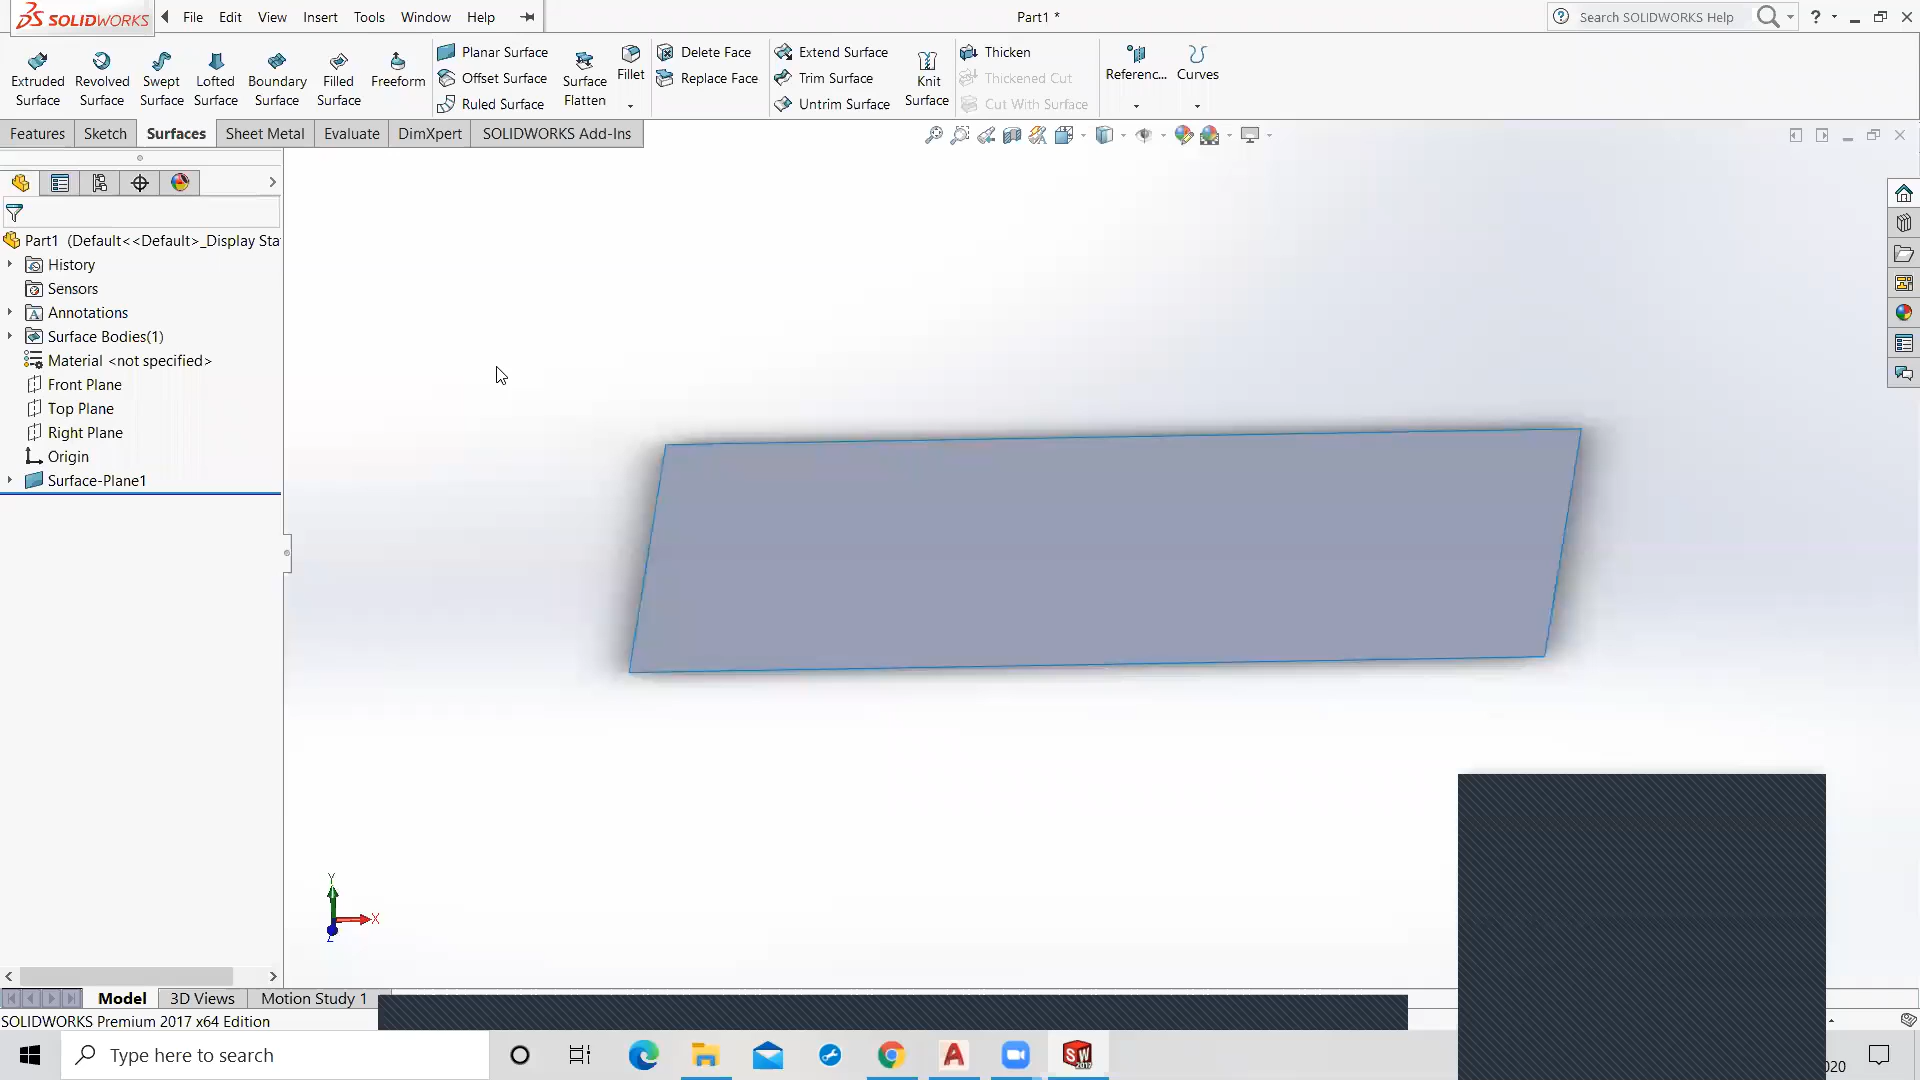 SOLIDWORKS File Edit View Insert Tools Window Help Part1 * Search SOLIDWORKS Help ?
Extruded Surface
Revolved Surface
Swept Surface
Lofted Surface
Boundary Surface
Filled Surface
Freeform
Planar Surface
Offset Surface
Ruled Surface
Surface Flatten
Fillet
Delete Face
Replace Face
Extend Surface
Trim Surface
Untrim Surface
Knit Surface
Thicken
Thickened Cut
Cut With Surface
Referenc...
Curves
Features Sketch Surfaces Sheet Metal Evaluate DimXpert SOLIDWORKS Add-Ins
Part1 (Default<<Default>_Display Sta
History
Sensors
Annotations
Surface Bodies(1)
Material <not specified>
Front Plane
Top Plane
Right Plane
Origin
Surface-Plane1
Y
X
Z
Model 3D Views Motion Study 1
SOLIDWORKS Premium 2017 x64 Edition
Type here to search
SW
2017
020